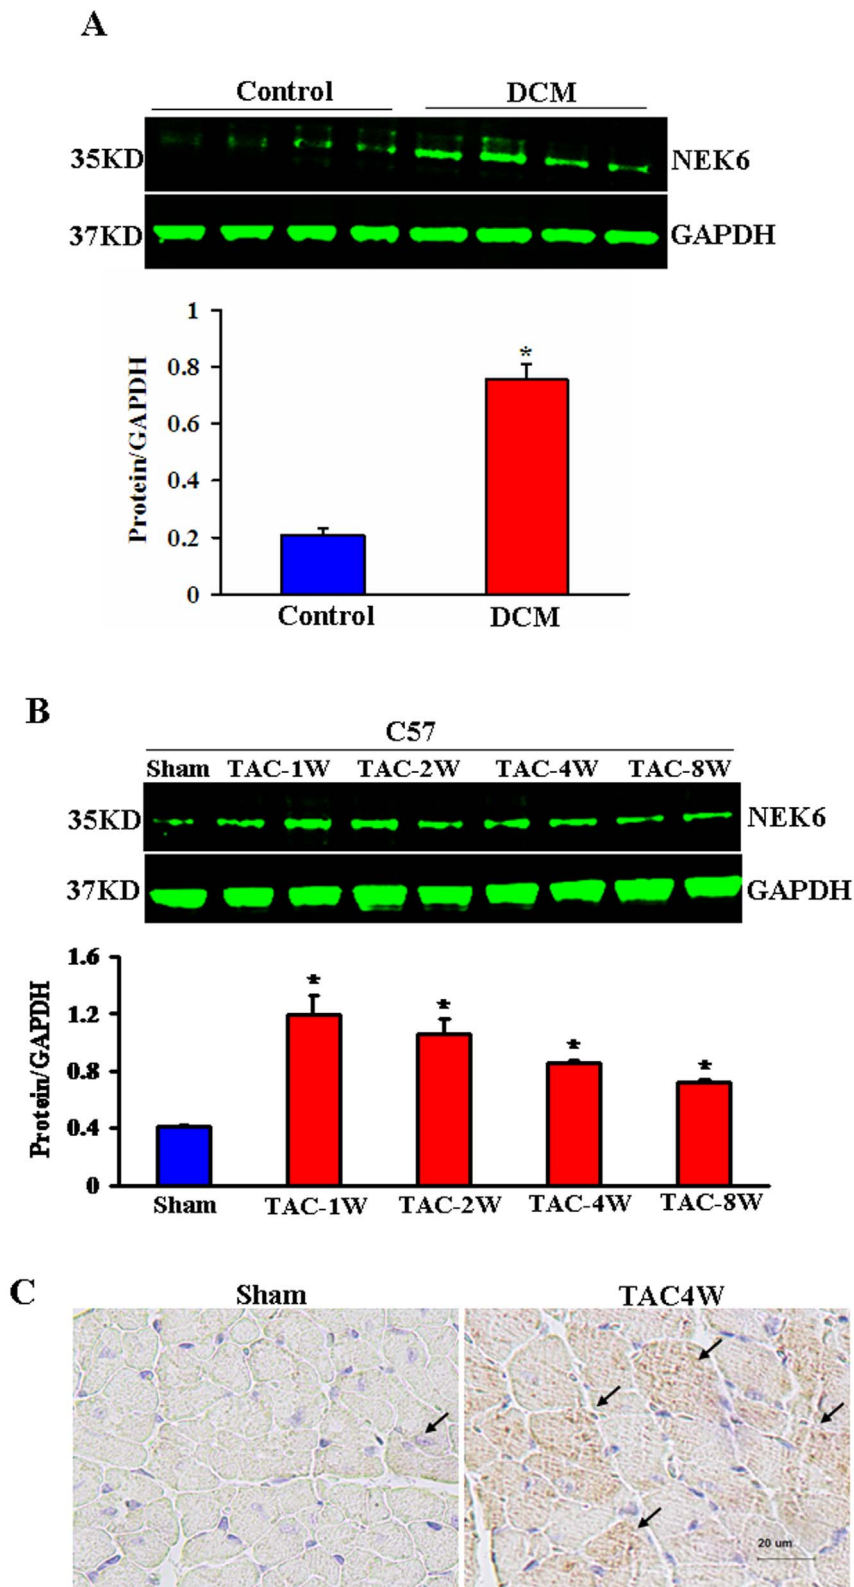 A
Control DCM
35KD NEK6
37KD GAPDH
1
0.8
0.6
0.4
0.2
0
Protein/GAPDH
*
Control DCM
B
C57
Sham TAC-1W TAC-2W TAC-4W TAC-8W
35KD NEK6
37KD GAPDH
1.6
1.2
0.8
0.4
0
Protein/GAPDH
* * * *
Sham TAC-1W TAC-2W TAC-4W TAC-8W
C
Sham TAC4W
20 um